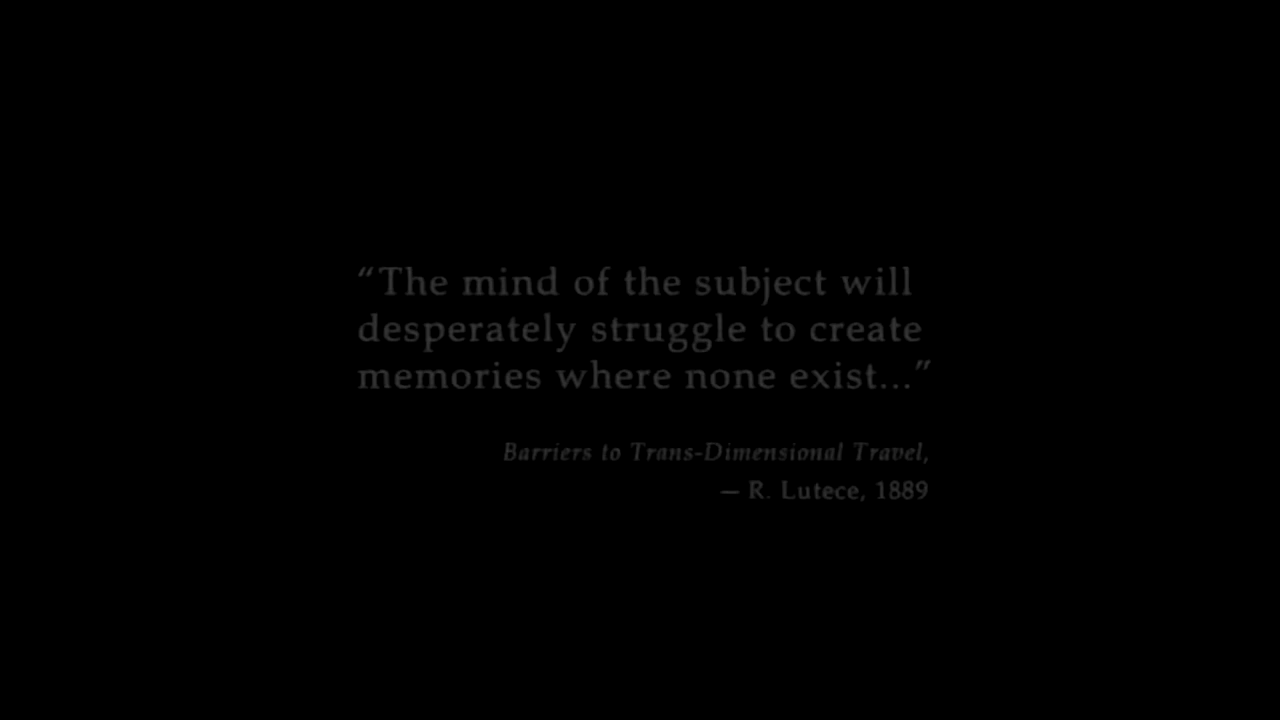 “The mind of the subject will
desperately struggle to create
memories where none exist...”
Barriers to Trans-Dimensional Travel,
— R. Lutece, 1889